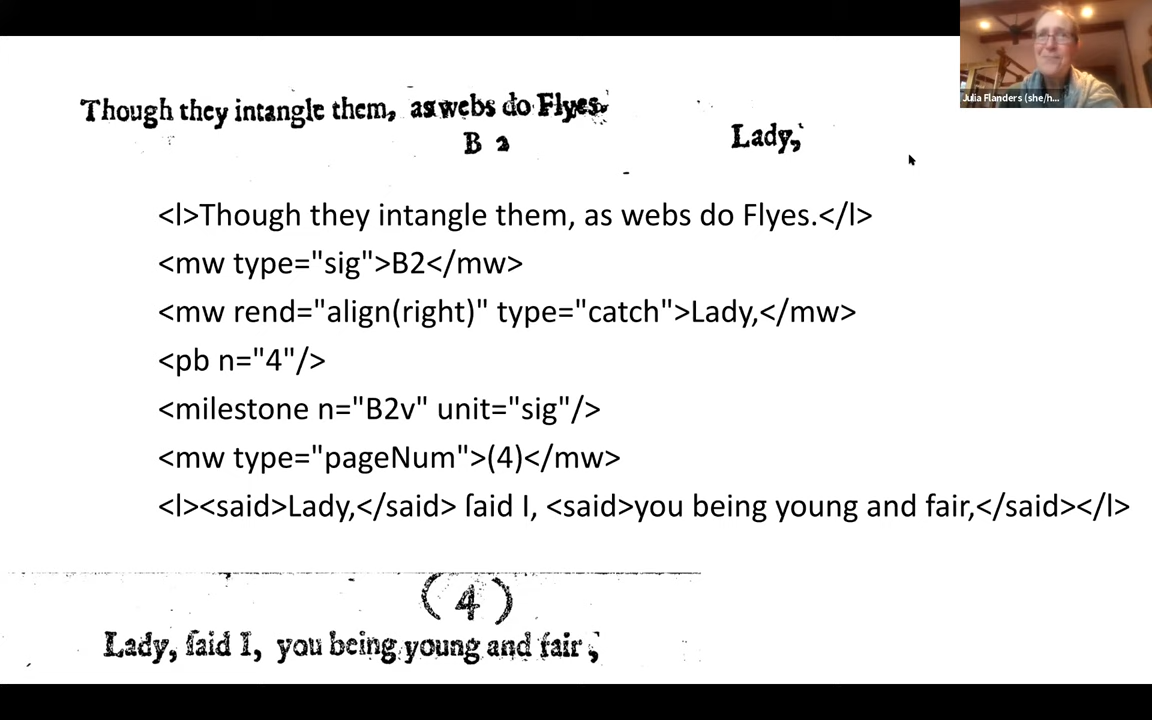 Though they intangle them, as webs do Flyes.
B 2
Lady,
Julia Flanders (she/h...
<l>Though they intangle them, as webs do Flyes.</l>
<mw type="sig">B2</mw>
<mw rend="align(right)" type="catch">Lady,</mw>
<pb n="4"/>
<milestone n="B2v" unit="sig"/>
<mw type="pageNum">(4)</mw>
<l><said>Lady,</said> ſaid I, <said>you being young and fair,</said></l>
(4)
Lady, ſaid I, you being young and fair,